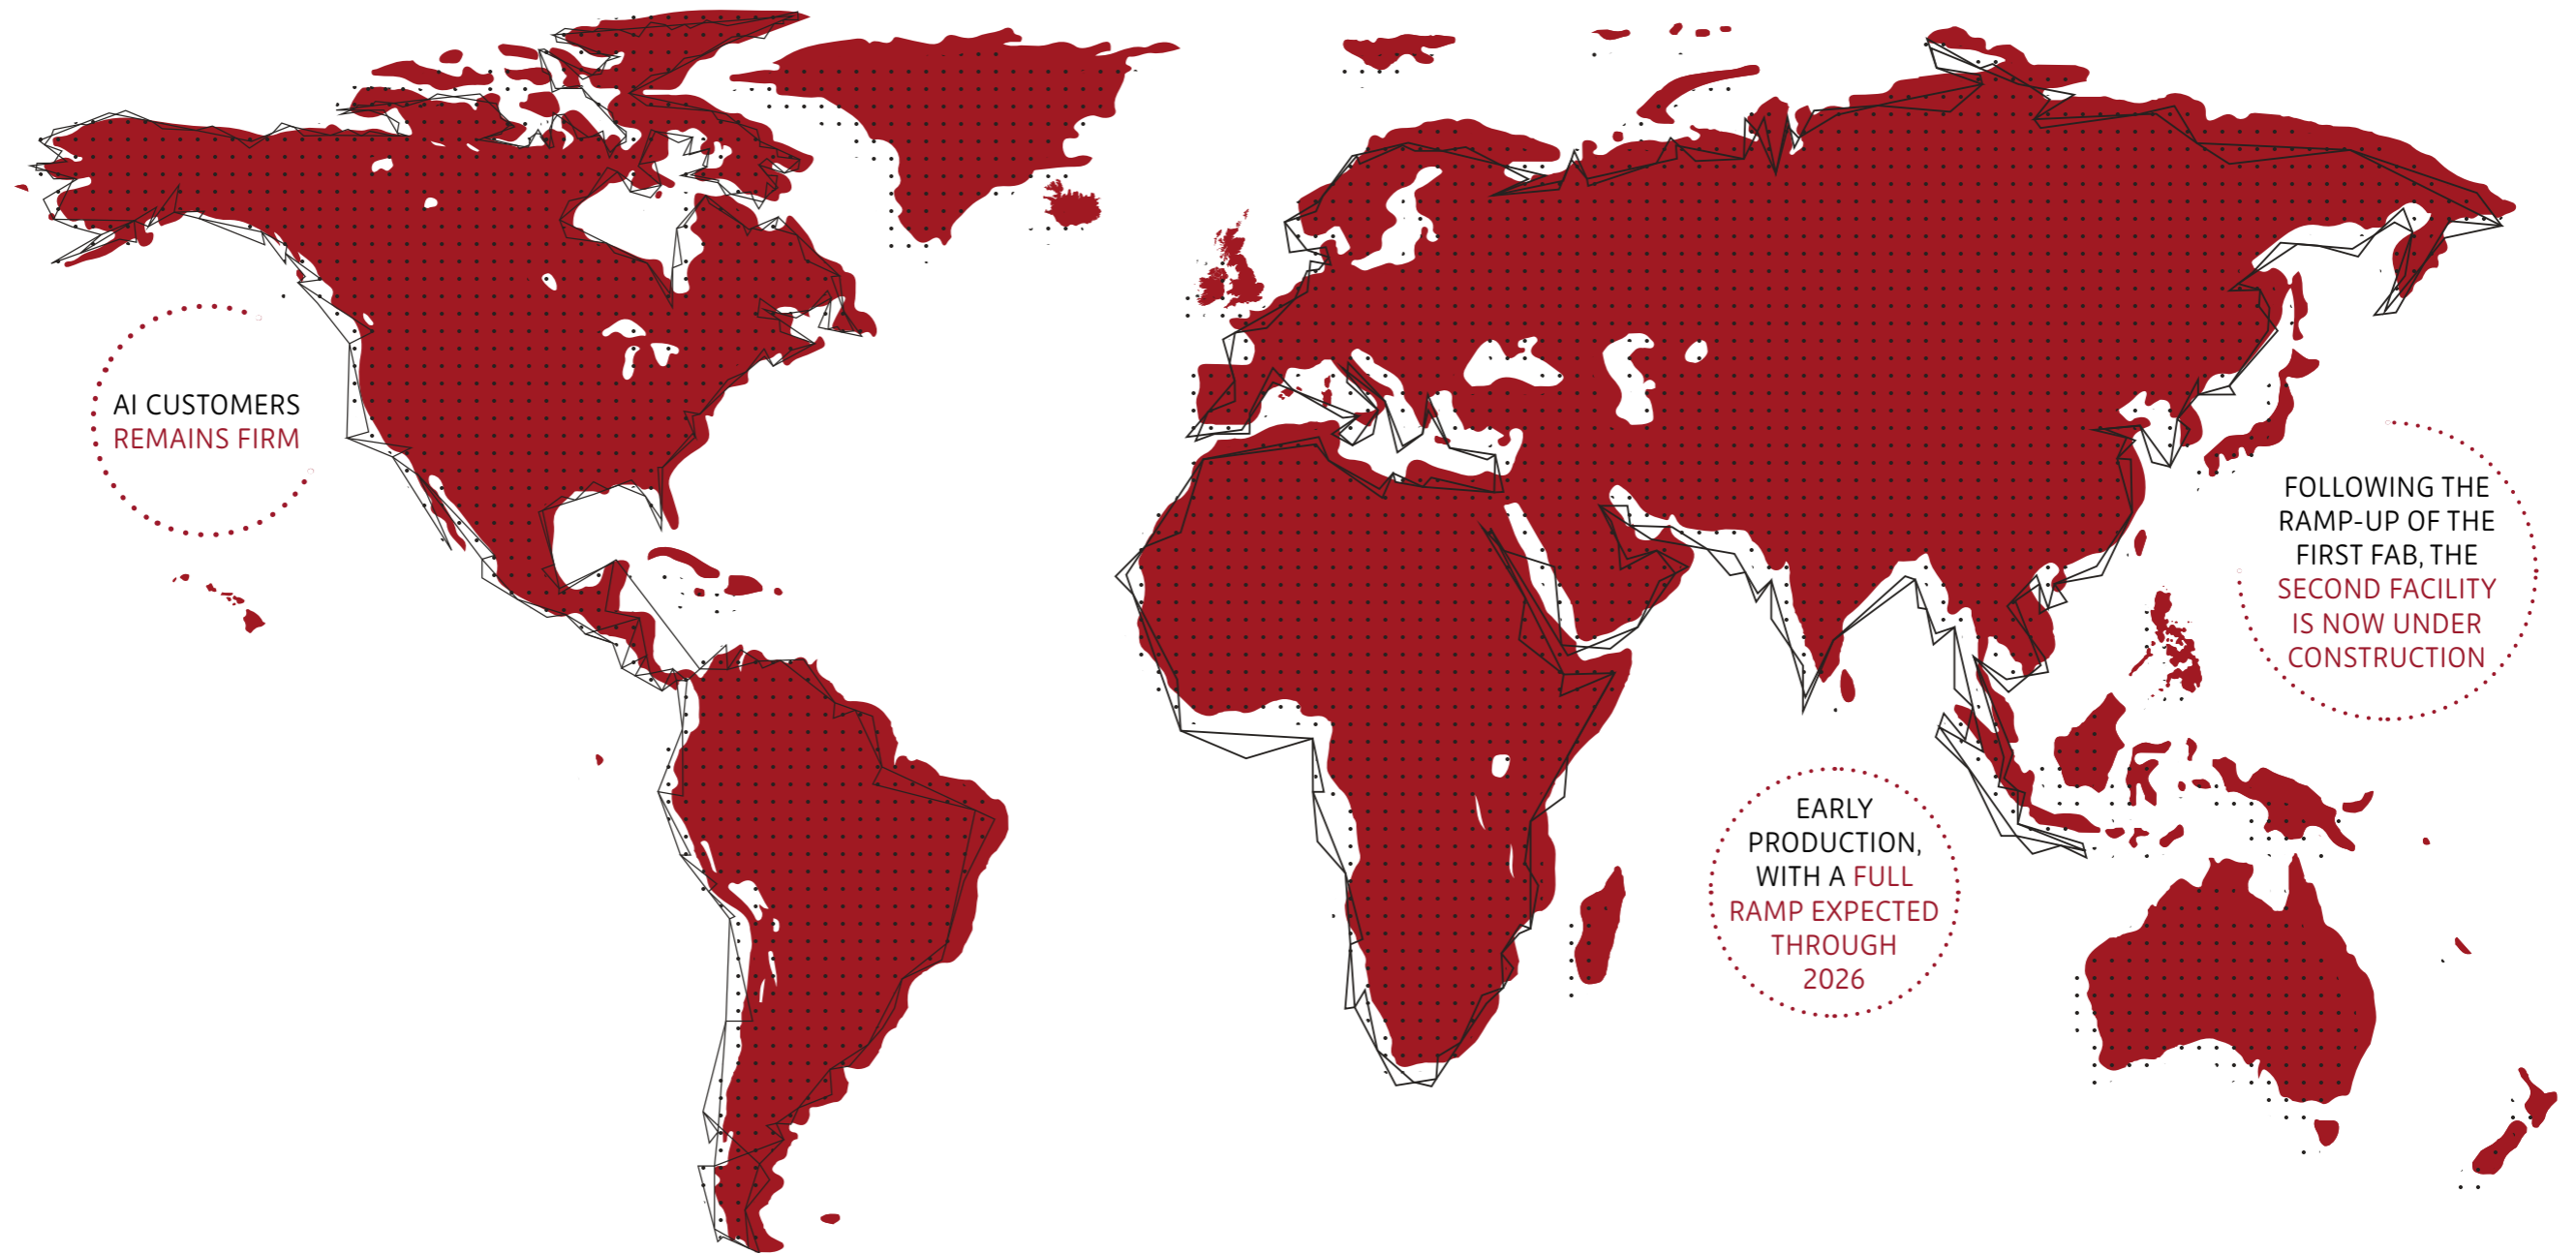 AI CUSTOMERS
REMAINS FIRM
FOLLOWING THE
RAMP-UP OF THE
FIRST FAB, THE
SECOND FACILITY
IS NOW UNDER
CONSTRUCTION
EARLY
PRODUCTION,
WITH A FULL
RAMP EXPECTED
THROUGH
2026